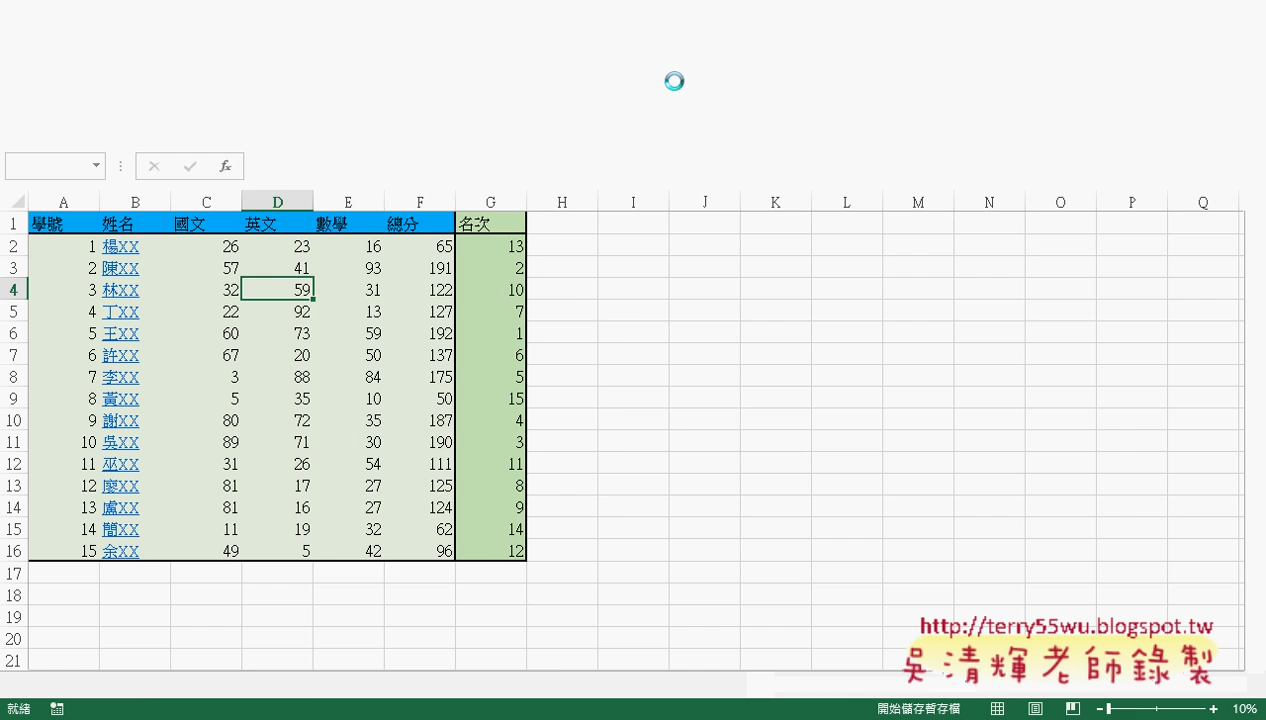 fx
A B C D E F G H I J K L M N O P Q
1 學號 姓名 國文 英文 數學 總分 名次
2 1 楊XX 26 23 16 65 13
3 2 陳XX 57 41 93 191 2
4 3 林XX 32 59 31 122 10
5 4 丁XX 22 92 13 127 7
6 5 王XX 60 73 59 192 1
7 6 許XX 67 20 50 137 6
8 7 李XX 3 88 84 175 5
9 8 黃XX 5 35 10 50 15
10 9 謝XX 80 72 35 187 4
11 10 吳XX 89 71 30 190 3
12 11 巫XX 31 26 54 111 11
13 12 廖XX 81 17 27 125 8
14 13 盧XX 81 16 27 124 9
15 14 簡XX 11 19 32 62 14
16 15 余XX 49 5 42 96 12
17
18
19
20
21
http://terry55wu.blogspot.tw
吳清輝老師錄製
就緒 開始儲存暫存檔 10%